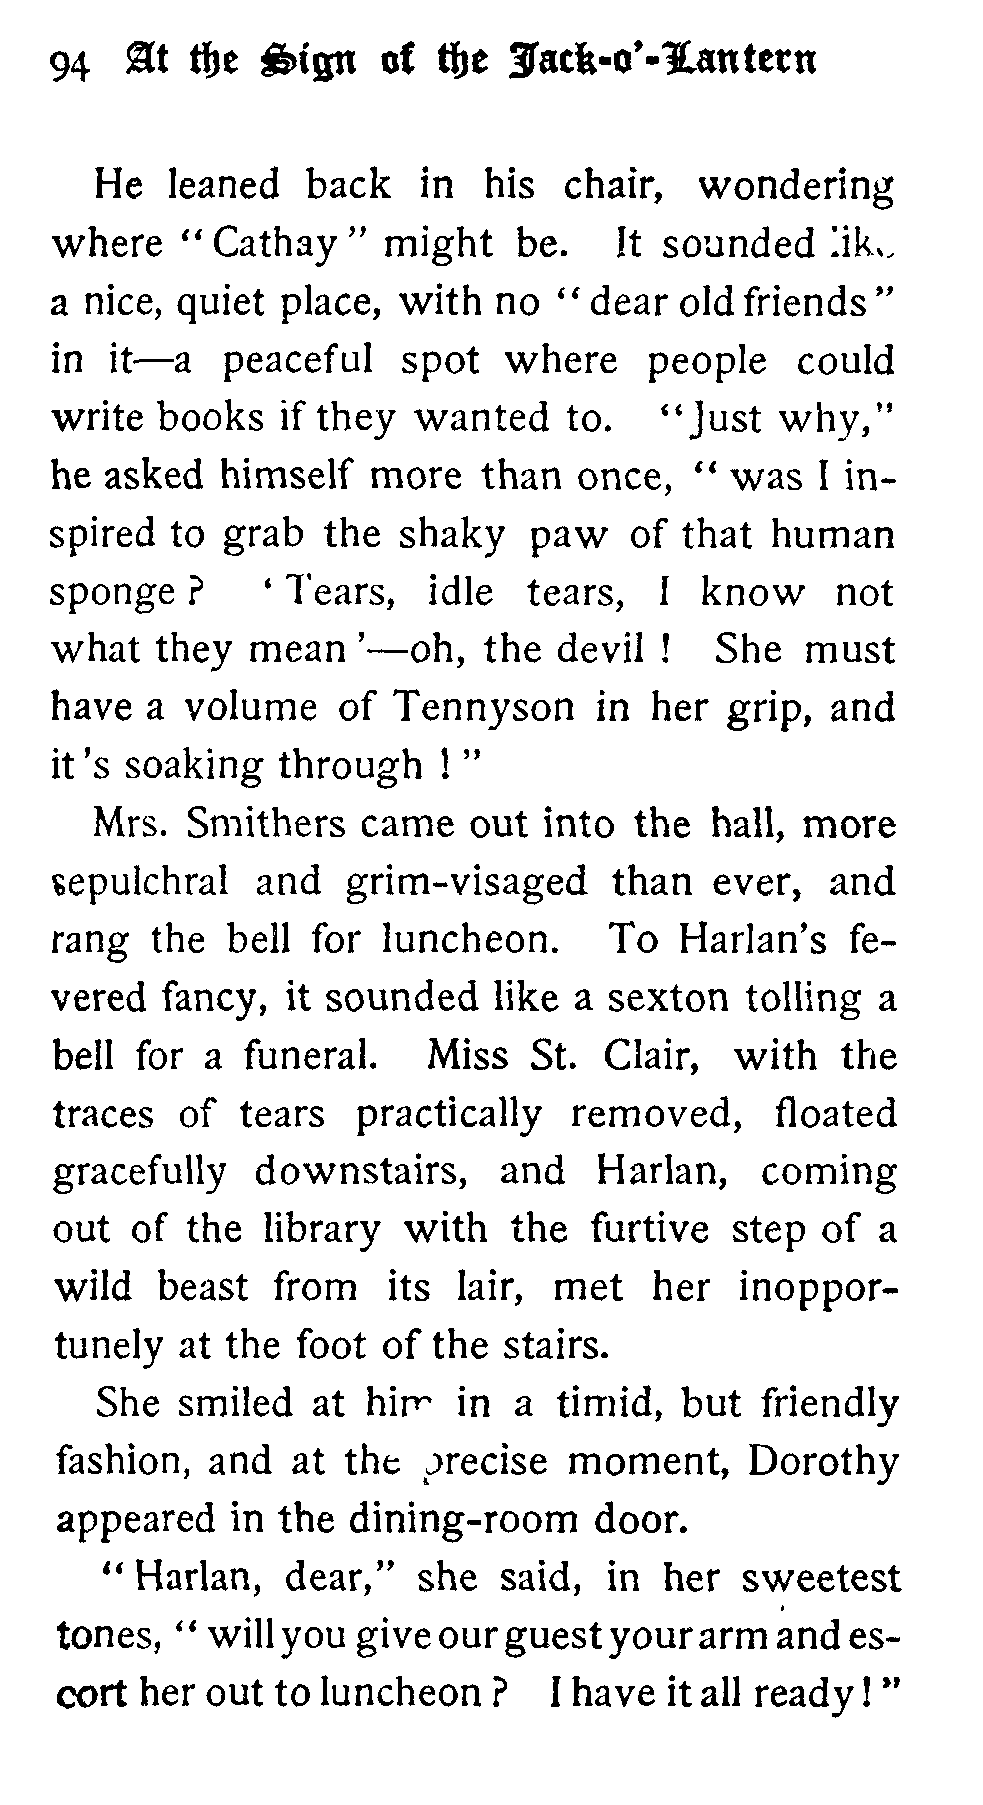 94 At the Sign of the Jack-o'-Lantern
He leaned back in his chair, wondering
where "Cathay" might be. It sounded like
a nice, quiet place, with no "dear old friends"
in it—a peaceful spot where people could
write books if they wanted to. "Just why,"
he asked himself more than once, "was I in-
spired to grab the shaky paw of that human
sponge? 'Tears, idle tears, I know not
what they mean'—oh, the devil! She must
have a volume of Tennyson in her grip, and
it's soaking through!"
Mrs. Smithers came out into the hall, more
sepulchral and grim-visaged than ever, and
rang the bell for luncheon. To Harlan's fe-
vered fancy, it sounded like a sexton tolling a
bell for a funeral. Miss St. Clair, with the
traces of tears practically removed, floated
gracefully downstairs, and Harlan, coming
out of the library with the furtive step of a
wild beast from its lair, met her inoppor-
tunely at the foot of the stairs.
She smiled at him in a timid, but friendly
fashion, and at the precise moment, Dorothy
appeared in the dining-room door.
"Harlan, dear," she said, in her sweetest
tones, "will you give our guest your arm and es-
cort her out to luncheon? I have it all ready!"